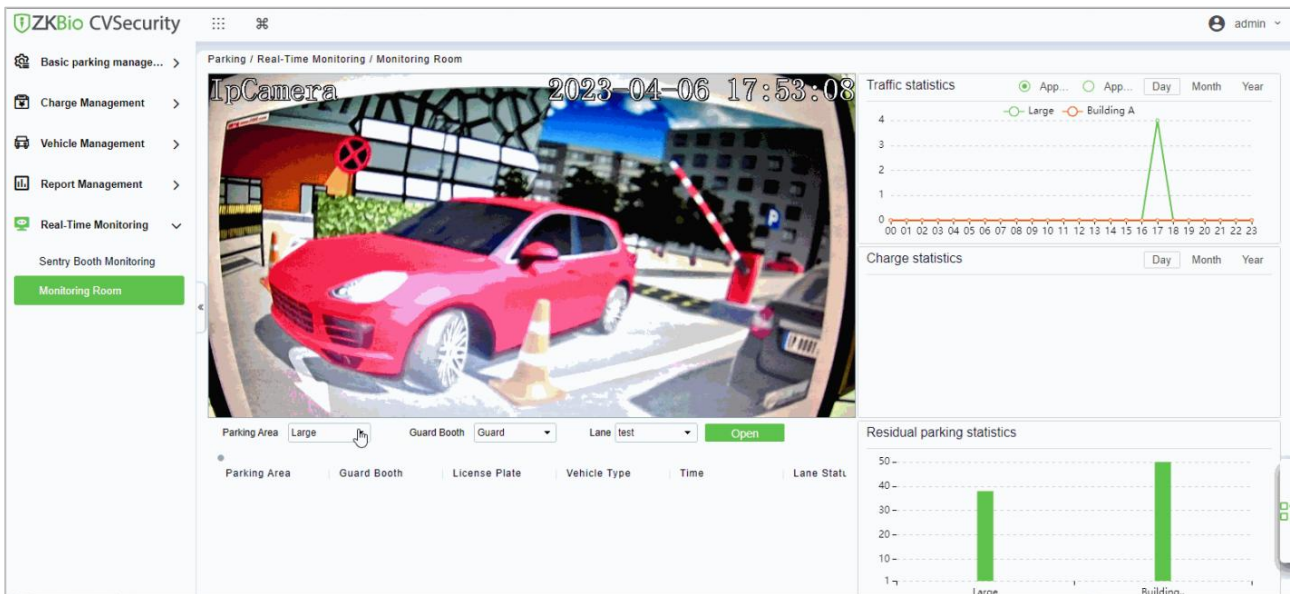 ZKBio CVSecurity
admin
Basic parking manage...
Charge Management
Vehicle Management
Report Management
Real-Time Monitoring
Sentry Booth Monitoring
Monitoring Room
Parking / Real-Time Monitoring / Monitoring Room
IpCamera 2023-04-06 17:53:08
P
Parking Area Large Guard Booth Guard Lane test Open
Parking Area Guard Booth License Plate Vehicle Type Time Lane Statu
Traffic statistics App... App... Day Month Year
Large Building A
4
3
2
1
0
00 01 02 03 04 05 06 07 08 09 10 11 12 13 14 15 16 17 18 19 20 21 22 23
Charge statistics Day Month Year
Residual parking statistics
50
40
30
20
10
1
Large Building..